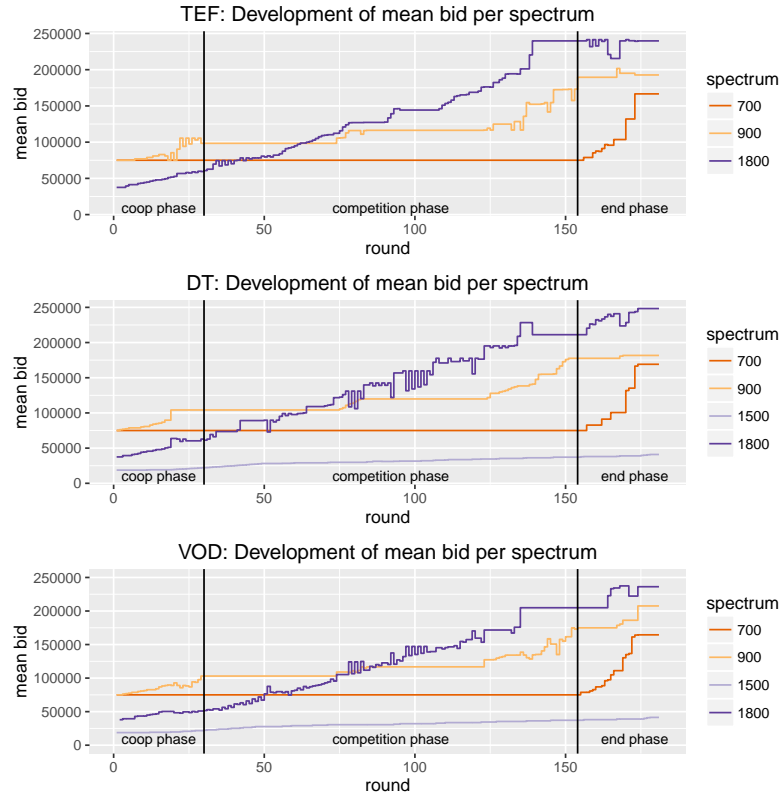 TEF: Development of mean bid per spectrum
250000
200000
150000
100000
50000
0
mean bid
coop phase
competition phase
end phase
0
50
100
150
round
spectrum
700
900
1800
DT: Development of mean bid per spectrum
250000
200000
150000
100000
50000
0
mean bid
coop phase
competition phase
end phase
0
50
100
150
round
spectrum
700
900
1500
1800
VOD: Development of mean bid per spectrum
250000
200000
150000
100000
50000
0
mean bid
coop phase
competition phase
end phase
0
50
100
150
round
spectrum
700
900
1500
1800